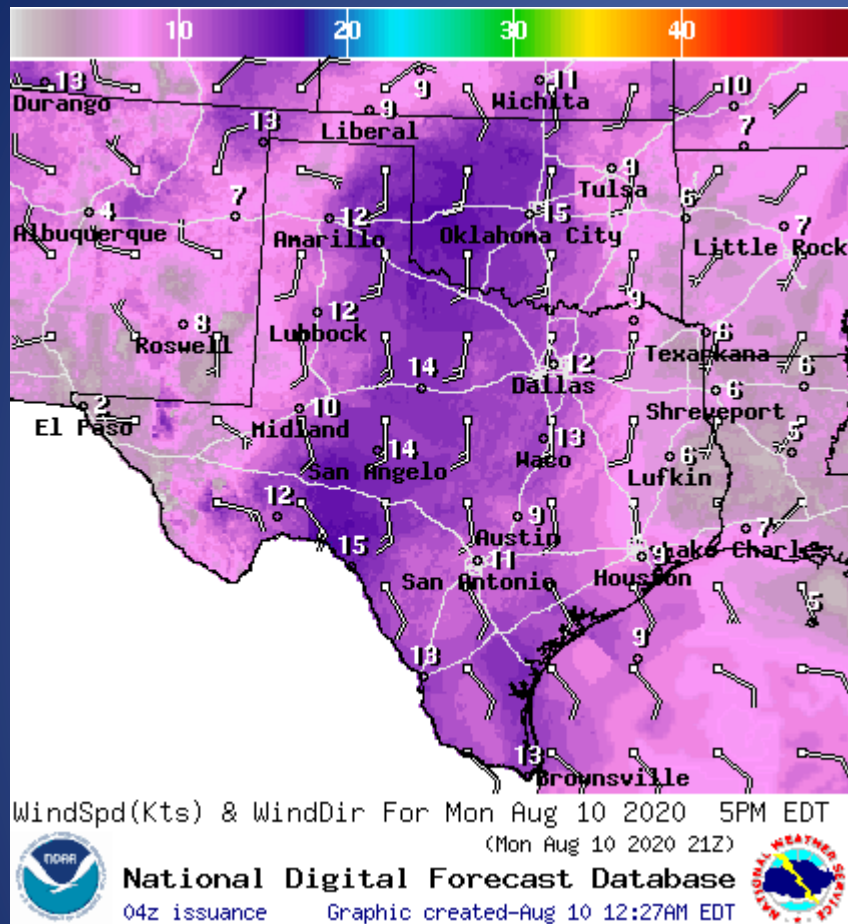 10 20 30 40
13 9 11 10
Durango Wichita
9
Liberal
13 7
9
Tulsa
4 7 12 15 6 7
Albuquerque Amarillo Oklahoma City Little Rock
8 12 9 6
Roswell Lubbock Texarkana
14 12 6 6
Dallas
2 10 Shreveport
El Paso Midland
14 13 6 5
San Angelo Waco Lufkin
12 9 7
Austin
15 11 9 Lake Charles
San Antonio Houston
5
9
13
13
Brownsville
WindSpd(Kts) & WindDir For Mon Aug 10 2020 5PM EDT
(Mon Aug 10 2020 21Z)
National Digital Forecast Database
04z issuance Graphic created-Aug 10 12:27AM EDT
NOAA
NATIONAL WEATHER SERVICE